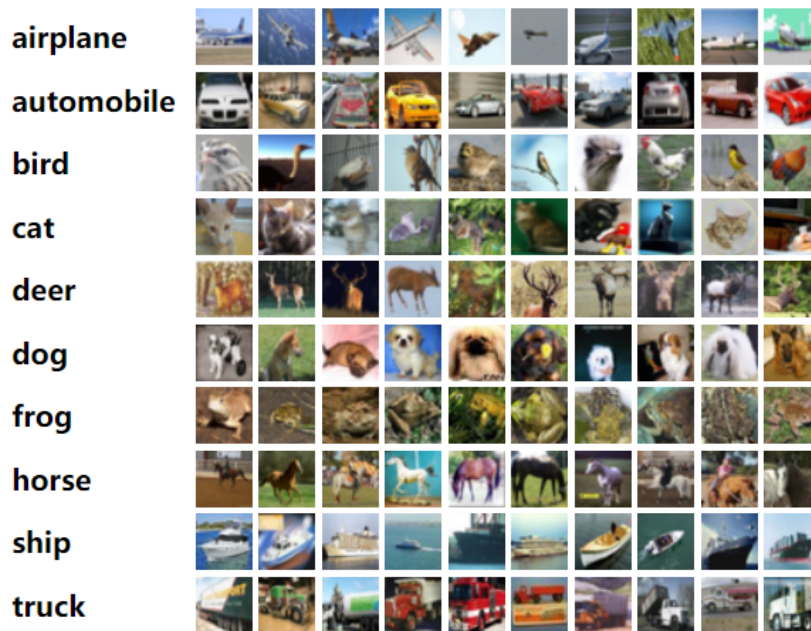 airplane
automobile
bird
cat
deer
dog
frog
horse
ship
truck